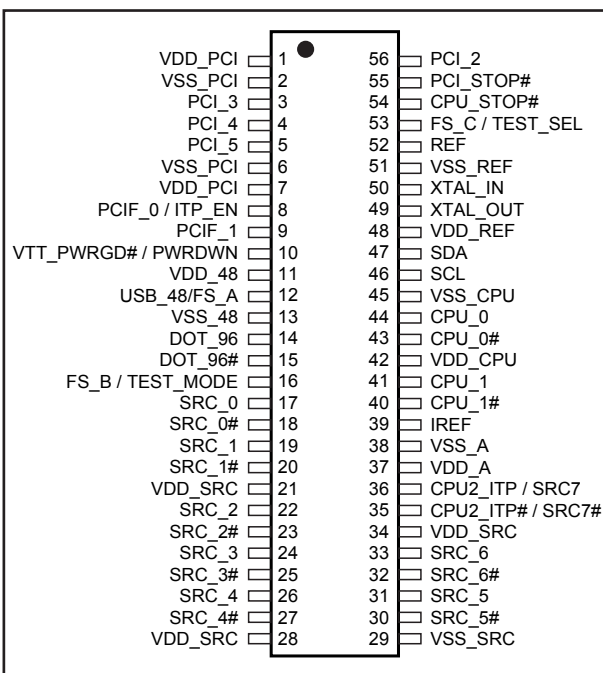 VDD_PCI 1 56 PCI_2
VSS_PCI 2 55 PCI_STOP#
PCI_3 3 54 CPU_STOP#
PCI_4 4 53 FS_C / TEST_SEL
PCI_5 5 52 REF
VSS_PCI 6 51 VSS_REF
VDD_PCI 7 50 XTAL_IN
PCIF_0 / ITP_EN 8 49 XTAL_OUT
PCIF_1 9 48 VDD_REF
VTT_PWRGD# / PWRDWN 10 47 SDA
VDD_48 11 46 SCL
USB_48/FS_A 12 45 VSS_CPU
VSS_48 13 44 CPU_0
DOT_96 14 43 CPU_0#
DOT_96# 15 42 VDD_CPU
FS_B / TEST_MODE 16 41 CPU_1
SRC_0 17 40 CPU_1#
SRC_0# 18 39 IREF
SRC_1 19 38 VSS_A
SRC_1# 20 37 VDD_A
VDD_SRC 21 36 CPU2_ITP / SRC7
SRC_2 22 35 CPU2_ITP# / SRC7#
SRC_2# 23 34 VDD_SRC
SRC_3 24 33 SRC_6
SRC_3# 25 32 SRC_6#
SRC_4 26 31 SRC_5
SRC_4# 27 30 SRC_5#
VDD_SRC 28 29 VSS_SRC